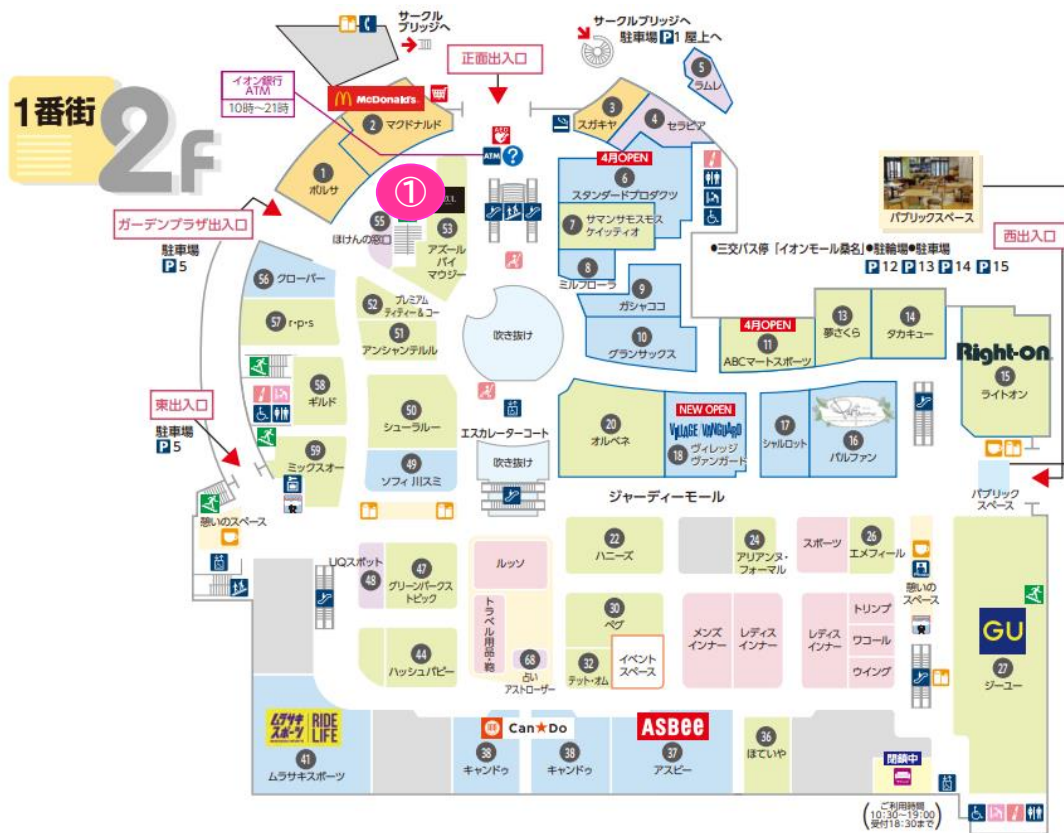 1番街
2F
サークル
ブリッジへ
サークルブリッジへ
駐車場 P1 屋上へ
正面出入口
イオン銀行
ATM
10時〜21時
McDonald's
2
マクドナルド
1
ポルサ
①
55
ほけんの窓口
53
アズール
バイ
マウジー
AED
ATM
?
3
スガキヤ
4
セラピア
5
ラムレ
4月OPEN
6
スタンダードプロダクツ
7
サマンサモスモス
ケイッティオ
8
ミルフローラ
9
ガシャココ
10
グランサックス
パブリックスペース
西出入口
●三交バス停「イオンモール桑名」●駐輪場●駐車場
P12 P13 P14 P15
ガーデンプラザ出入口
駐車場
P5
56
クローバー
57
r・p・s
52
プレミアム
ティティー&コー
51
アンシャンテルル
吹き抜け
4月OPEN
11
ABCマートスポーツ
13
夢さくら
14
タカキュー
Right-on
15
ライトオン
58
ギルド
東出入口
駐車場
P5
59
ミックスオー
50
シューラルー
49
ソフィ 川スミ
エスカレーターコート
吹き抜け
20
オルベネ
NEW OPEN
VILLAGE VANGUARD
18
ヴィレッジ
ヴァンガード
17
シャルロット
16
パルファン
パブリック
スペース
ジャーディーモール
憩いのスペース
UQスポット
48
47
グリーンパークス
トピック
ルッソ
22
ハニーズ
24
アリアンヌ・
フォーマル
スポーツ
26
エメフィール
憩いの
スペース
44
ハッシュパピー
トラベル用品・鞄
68
占い
アストローザー
30
ベグ
32
テット・オム
イベント
スペース
メンズ
インナー
レディス
インナー
レディス
インナー
トリンプ
ワコール
ウイング
GU
27
ジーユー
ムラサキ
スポーツ
RIDE
LIFE
41
ムラサキスポーツ
Can★Do
38
キャンドゥ
38
キャンドゥ
ASBee
37
アスビー
36
ほていや
閉鎖中
ご利用時間
10:30〜19:00
受付18:30まで